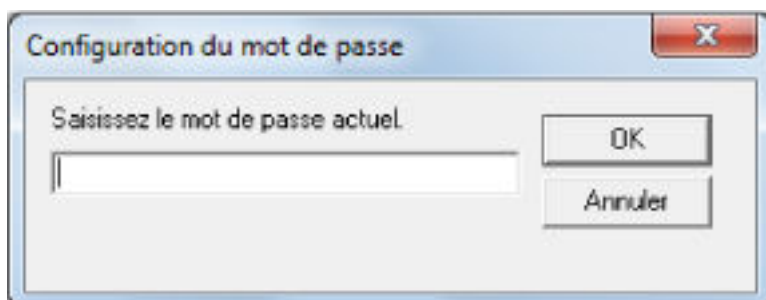 Configuration du mot de passe
Saisissez le mot de passe actuel.
OK
Annuler